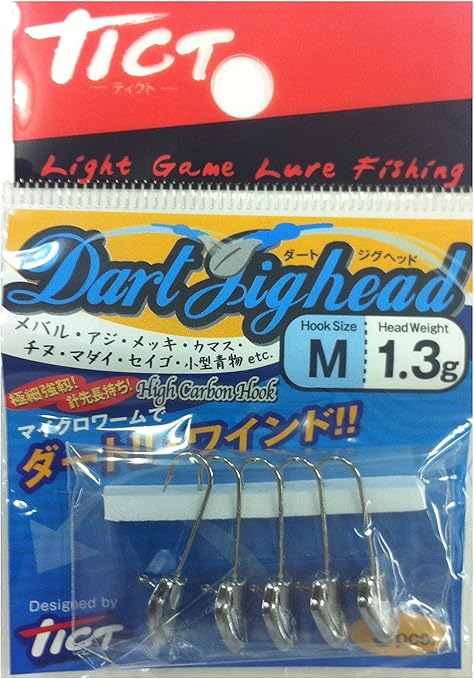 TICT
ティクト
Light Game Lure Fishing
Dart Jighead
ダート ジグヘッド
メバル・アジ・メッキ・カマス・
チヌ・マダイ・セイゴ・小型青物 etc.
Hook Size
M
Head Weight
1.3g
極細強靭!
針先長持ち!
High Carbon Hook
マイクロワームで
ダート!! ワインド!!
Designed by
TICT
pcs.